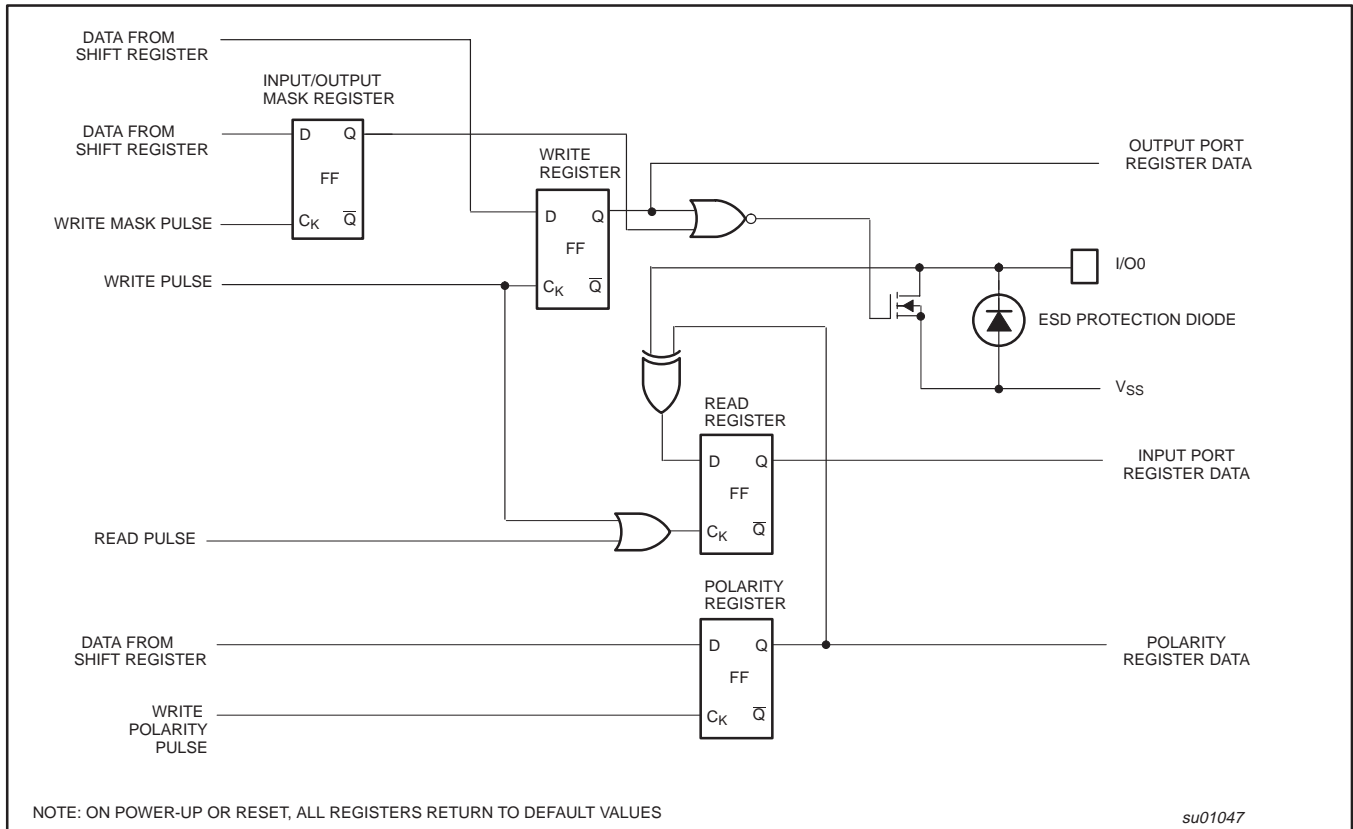 DATA FROM
SHIFT REGISTER
INPUT/OUTPUT
MASK REGISTER
DATA FROM
SHIFT REGISTER
D Q
FF
CK Q̅
WRITE MASK PULSE
WRITE
REGISTER
D Q
FF
CK Q̅
WRITE PULSE
OUTPUT PORT
REGISTER DATA
I/O0
ESD PROTECTION DIODE
VSS
READ
REGISTER
D Q
FF
CK Q̅
INPUT PORT
REGISTER DATA
READ PULSE
POLARITY
REGISTER
DATA FROM
SHIFT REGISTER
D Q
FF
CK Q̅
POLARITY
REGISTER DATA
WRITE
POLARITY
PULSE
NOTE: ON POWER-UP OR RESET, ALL REGISTERS RETURN TO DEFAULT VALUES
su01047